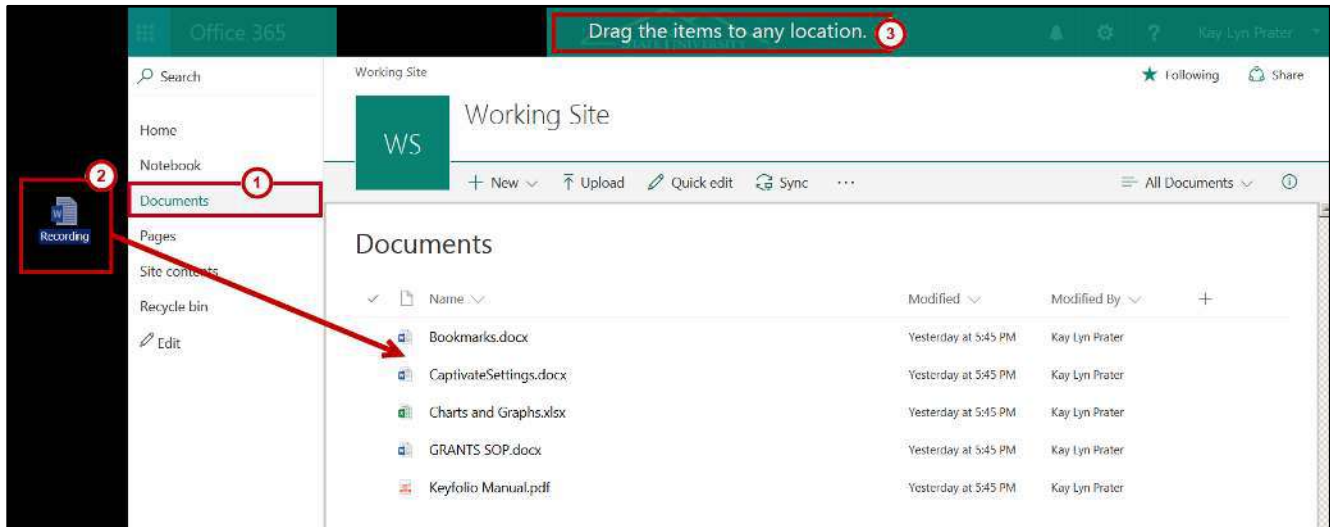 Office 365
Drag the items to any location.
3
STATE UNIVERSITY
Kay Lyn Prater
Search
Working Site
Following
Share
Home
WS
Working Site
Notebook
2
1
+ New
Upload
Quick edit
Sync
...
All Documents
Documents
Recording
Pages
Documents
Site contents
Name
Modified
Modified By
+
Recycle bin
Edit
Bookmarks.docx
Yesterday at 5:45 PM
Kay Lyn Prater
CaptivateSettings.docx
Yesterday at 5:45 PM
Kay Lyn Prater
Charts and Graphs.xlsx
Yesterday at 5:45 PM
Kay Lyn Prater
GRANTS SOP.docx
Yesterday at 5:45 PM
Kay Lyn Prater
Keyfolio Manual.pdf
Yesterday at 5:45 PM
Kay Lyn Prater